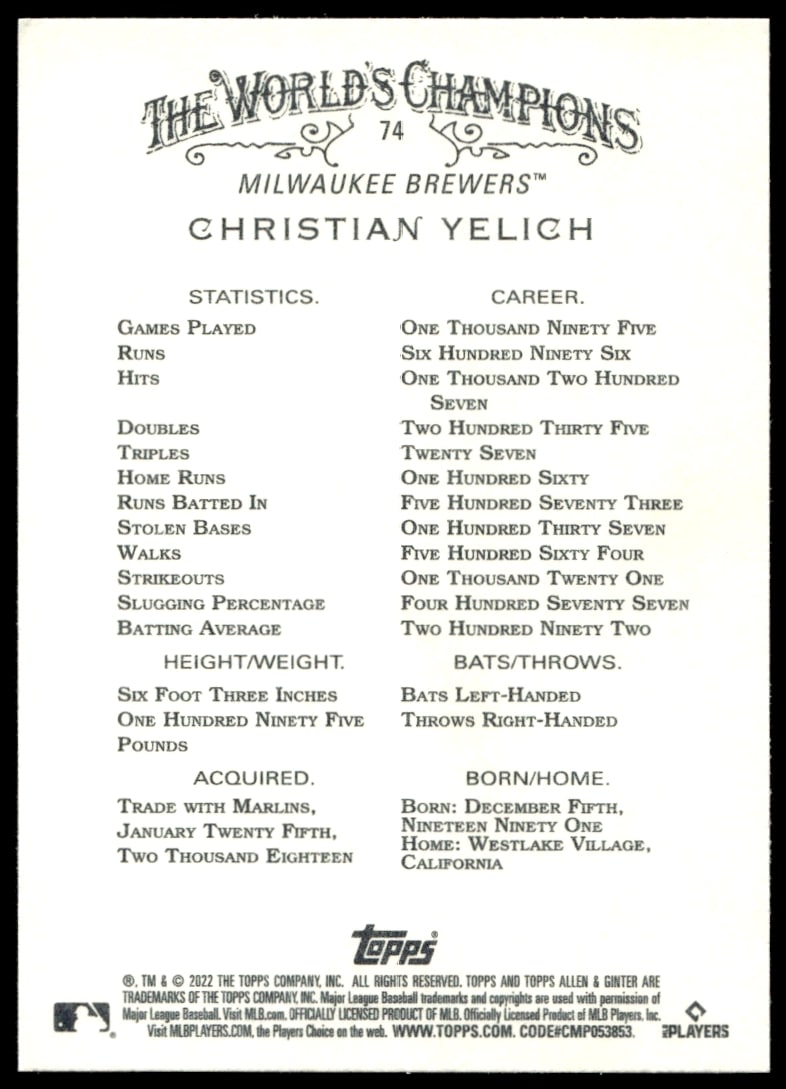 THE WORLD'S CHAMPIONS
74
MILWAUKEE BREWERS™
CHRISTIAN YELICH
STATISTICS. CAREER.
GAMES PLAYED ONE THOUSAND NINETY FIVE
RUNS SIX HUNDRED NINETY SIX
HITS ONE THOUSAND TWO HUNDRED
SEVEN
DOUBLES TWO HUNDRED THIRTY FIVE
TRIPLES TWENTY SEVEN
HOME RUNS ONE HUNDRED SIXTY
RUNS BATTED IN FIVE HUNDRED SEVENTY THREE
STOLEN BASES ONE HUNDRED THIRTY SEVEN
WALKS FIVE HUNDRED SIXTY FOUR
STRIKEOUTS ONE THOUSAND TWENTY ONE
SLUGGING PERCENTAGE FOUR HUNDRED SEVENTY SEVEN
BATTING AVERAGE TWO HUNDRED NINETY TWO
HEIGHT/WEIGHT.
SIX FOOT THREE INCHES
ONE HUNDRED NINETY FIVE
POUNDS
BATS/THROWS.
BATS LEFT-HANDED
THROWS RIGHT-HANDED
ACQUIRED.
TRADE WITH MARLINS,
JANUARY TWENTY FIFTH,
TWO THOUSAND EIGHTEEN
BORN/HOME.
BORN: DECEMBER FIFTH,
NINETEEN NINETY ONE
HOME: WESTLAKE VILLAGE,
CALIFORNIA
topps®
®, TM & © 2022 THE TOPPS COMPANY, INC. ALL RIGHTS RESERVED. TOPPS AND TOPPS ALLEN & GINTER ARE
TRADEMARKS OF THE TOPPS COMPANY, INC. Major League Baseball trademarks and copyrights are used with permission of
Major League Baseball. Visit MLB.com. OFFICIALLY LICENSED PRODUCT OF MLB. Officially Licensed Product of MLB Players, Inc.
Visit MLBPLAYERS.COM, the Players Choice on the web. WWW.TOPPS.COM. CODE#CMP053853.
MLB PLAYERS